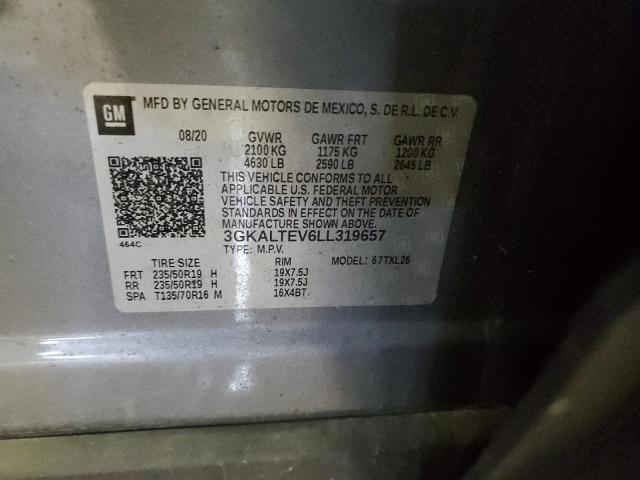 GM
MFD BY GENERAL MOTORS DE MEXICO, S. DE R.L. DE C.V.
08/20 GVWR GAWR FRT GAWR RR
2100 KG 1175 KG 1200 KG
4630 LB 2590 LB 2645 LB
THIS VEHICLE CONFORMS TO ALL
APPLICABLE U.S. FEDERAL MOTOR
VEHICLE SAFETY AND THEFT PREVENTION
STANDARDS IN EFFECT ON THE DATE OF
MANUFACTURE SHOWN ABOVE.
464C 3GKALTEV6LL319657
TYPE: M.P.V. MODEL: 67TXL26
TIRE SIZE RIM
FRT 235/50R19 H 19X7.5J
RR 235/50R19 H 19X7.5J
SPA T135/70R16 M 16X4BT